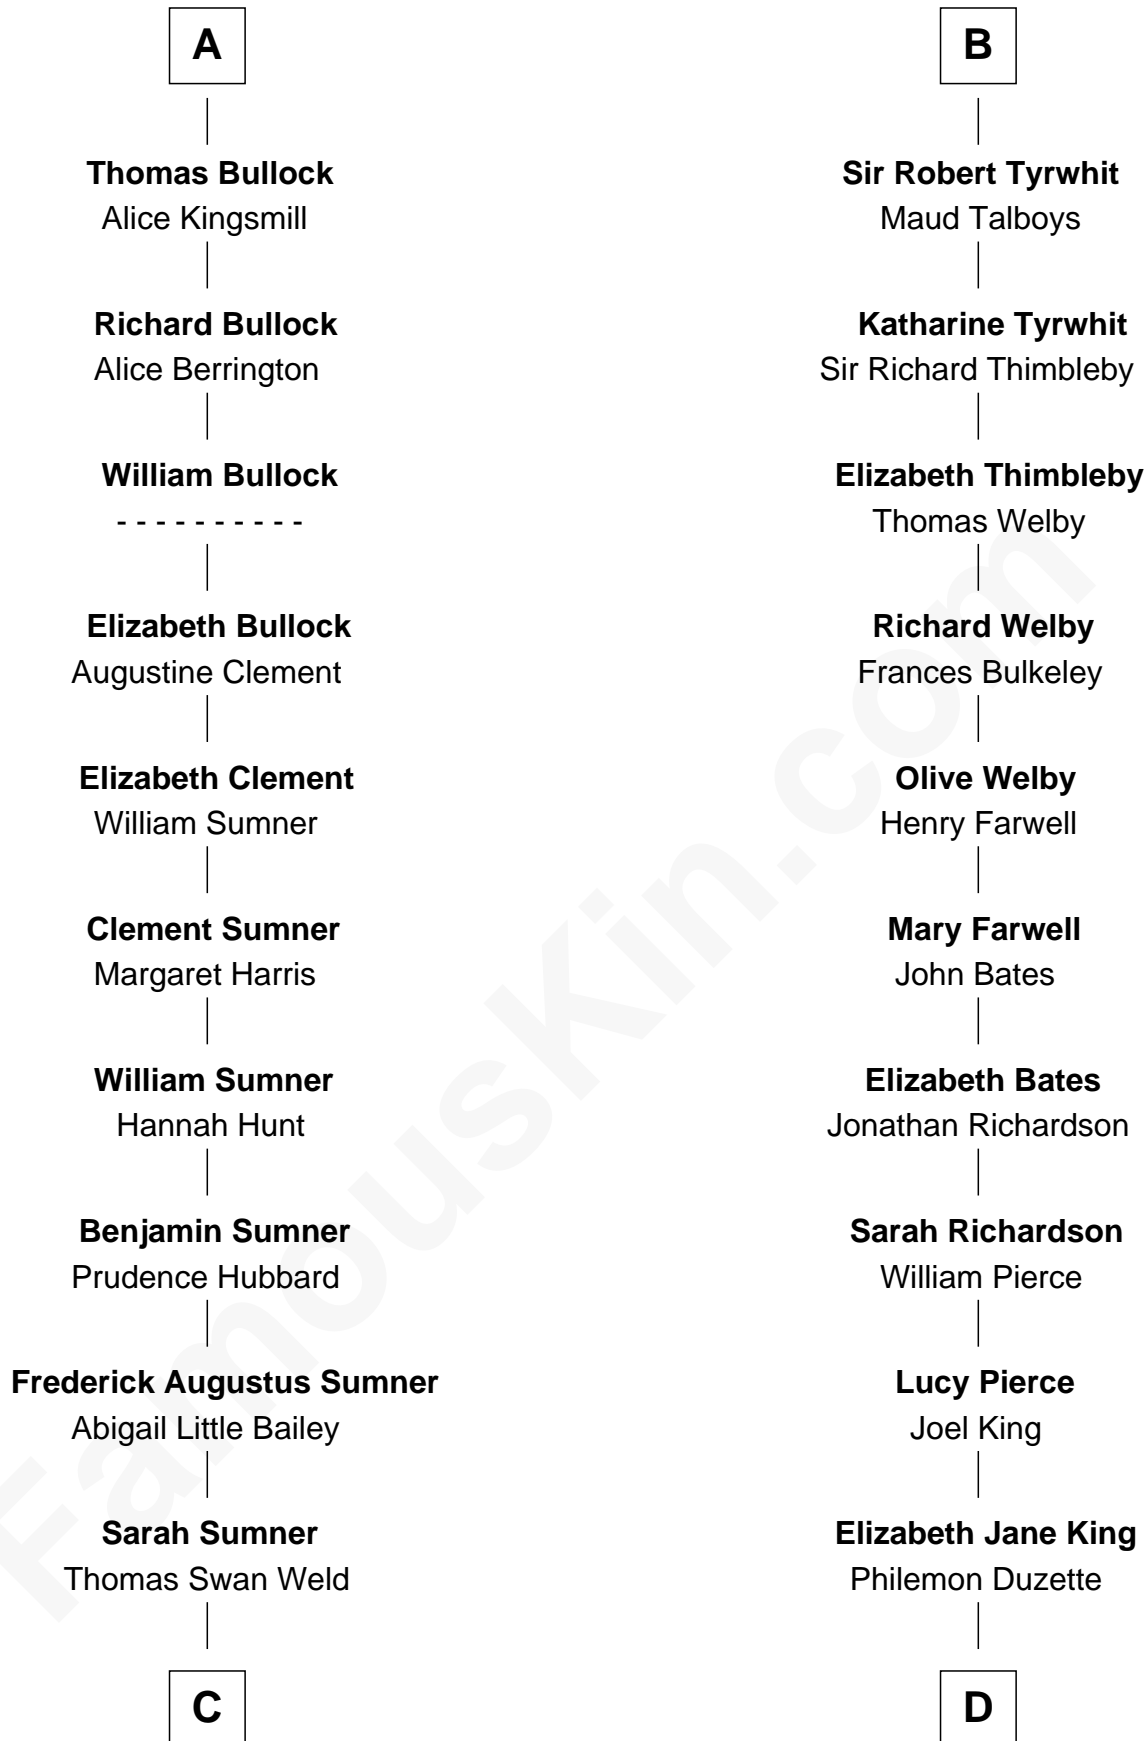 A
Thomas Bullock
Alice Kingsmill
Richard Bullock
Alice Berrington
William Bullock
- - - - - - - - - -
Elizabeth Bullock
Augustine Clement
Elizabeth Clement
William Sumner
Clement Sumner
Margaret Harris
William Sumner
Hannah Hunt
Benjamin Sumner
Prudence Hubbard
Frederick Augustus Sumner
Abigail Little Bailey
Sarah Sumner
Thomas Swan Weld
C
B
Sir Robert Tyrwhit
Maud Talboys
Katharine Tyrwhit
Sir Richard Thimbleby
Elizabeth Thimbleby
Thomas Welby
Richard Welby
Frances Bulkeley
Olive Welby
Henry Farwell
Mary Farwell
John Bates
Elizabeth Bates
Jonathan Richardson
Sarah Richardson
William Pierce
Lucy Pierce
Joel King
Elizabeth Jane King
Philemon Duzette
D
FamousKin.com